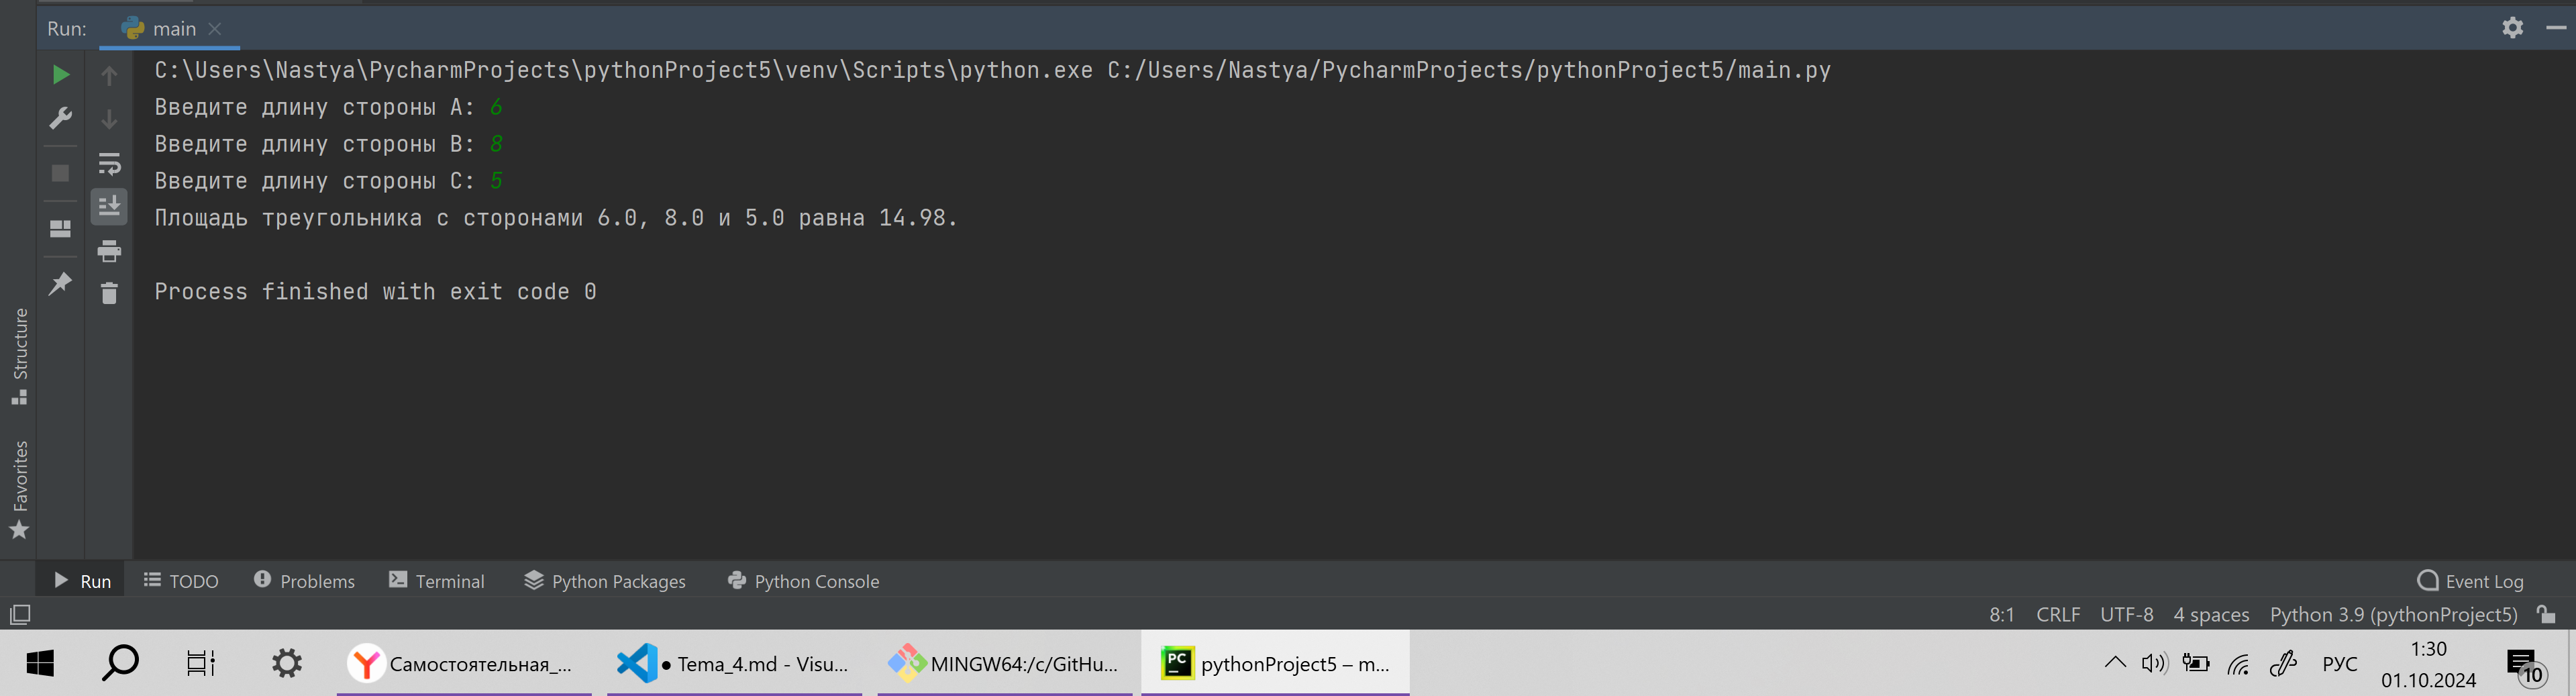 Run: main
C:\Users\Nastya\PycharmProjects\pythonProject5\venv\Scripts\python.exe C:/Users/Nastya/PycharmProjects/pythonProject5/main.py
Введите длину стороны A: 6
Введите длину стороны B: 8
Введите длину стороны C: 5
Площадь треугольника с сторонами 6.0, 8.0 и 5.0 равна 14.98.
Process finished with exit code 0
Structure
Favorites
Run TODO Problems Terminal Python Packages Python Console Event Log
8:1 CRLF UTF-8 4 spaces Python 3.9 (pythonProject5)
Самостоятельная_... ● Tema_4.md - Visu... MINGW64:/c/GitHu... PC pythonProject5 – m... РУС 1:30
01.10.2024 10